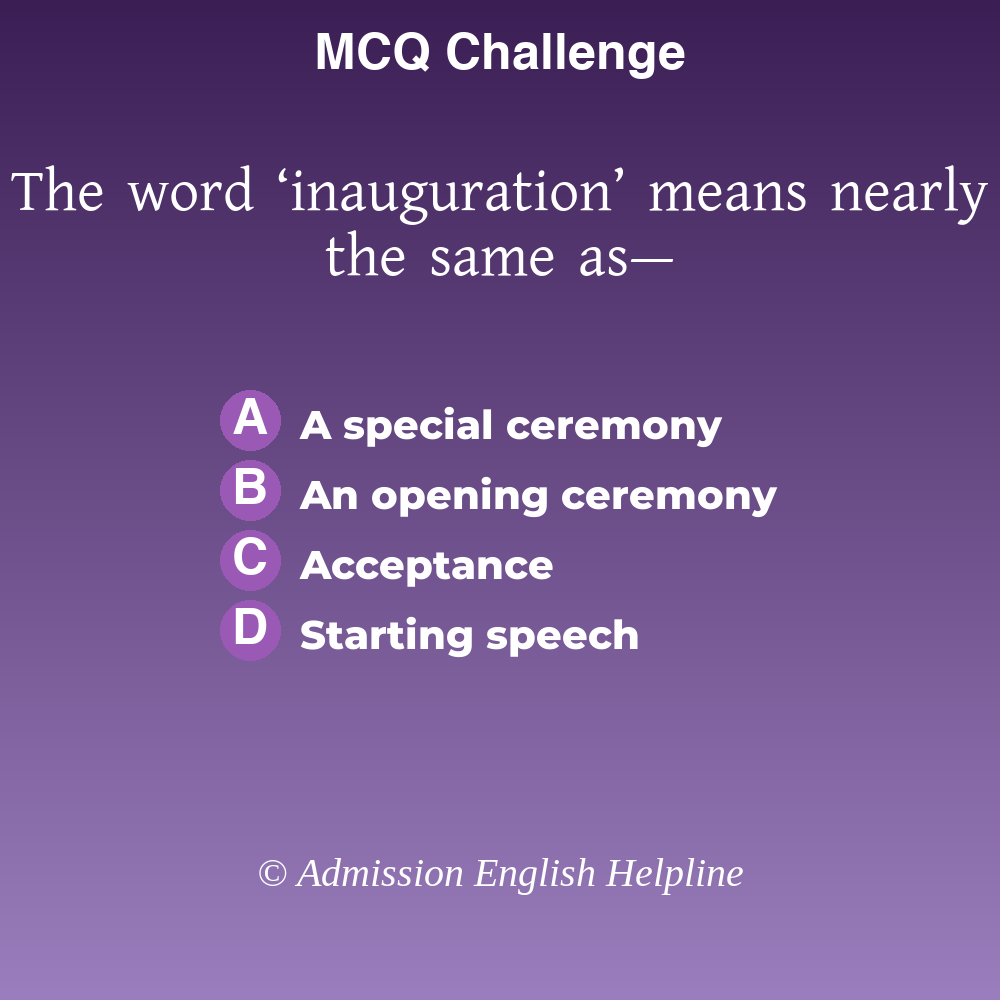 MCQ Challenge
The word ‘inauguration’ means nearly
the same as—
A A special ceremony
B An opening ceremony
C Acceptance
D Starting speech
© Admission English Helpline